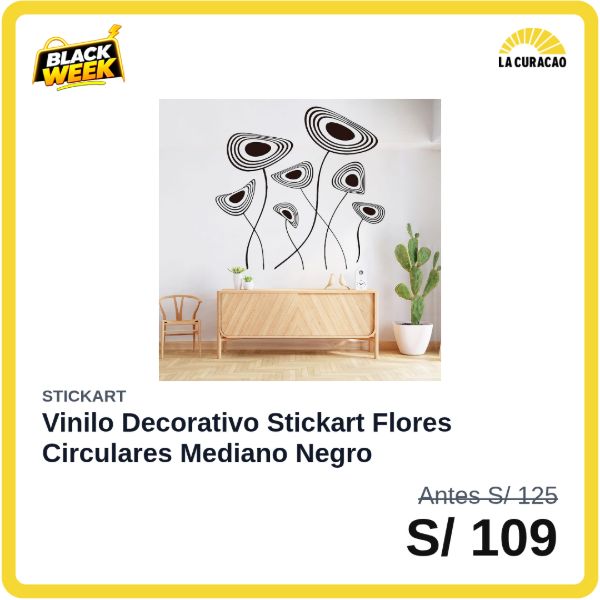 BLACK
WEEK
LA CURACAO
STICKART
Vinilo Decorativo Stickart Flores
Circulares Mediano Negro
Antes S/ 125
S/ 109